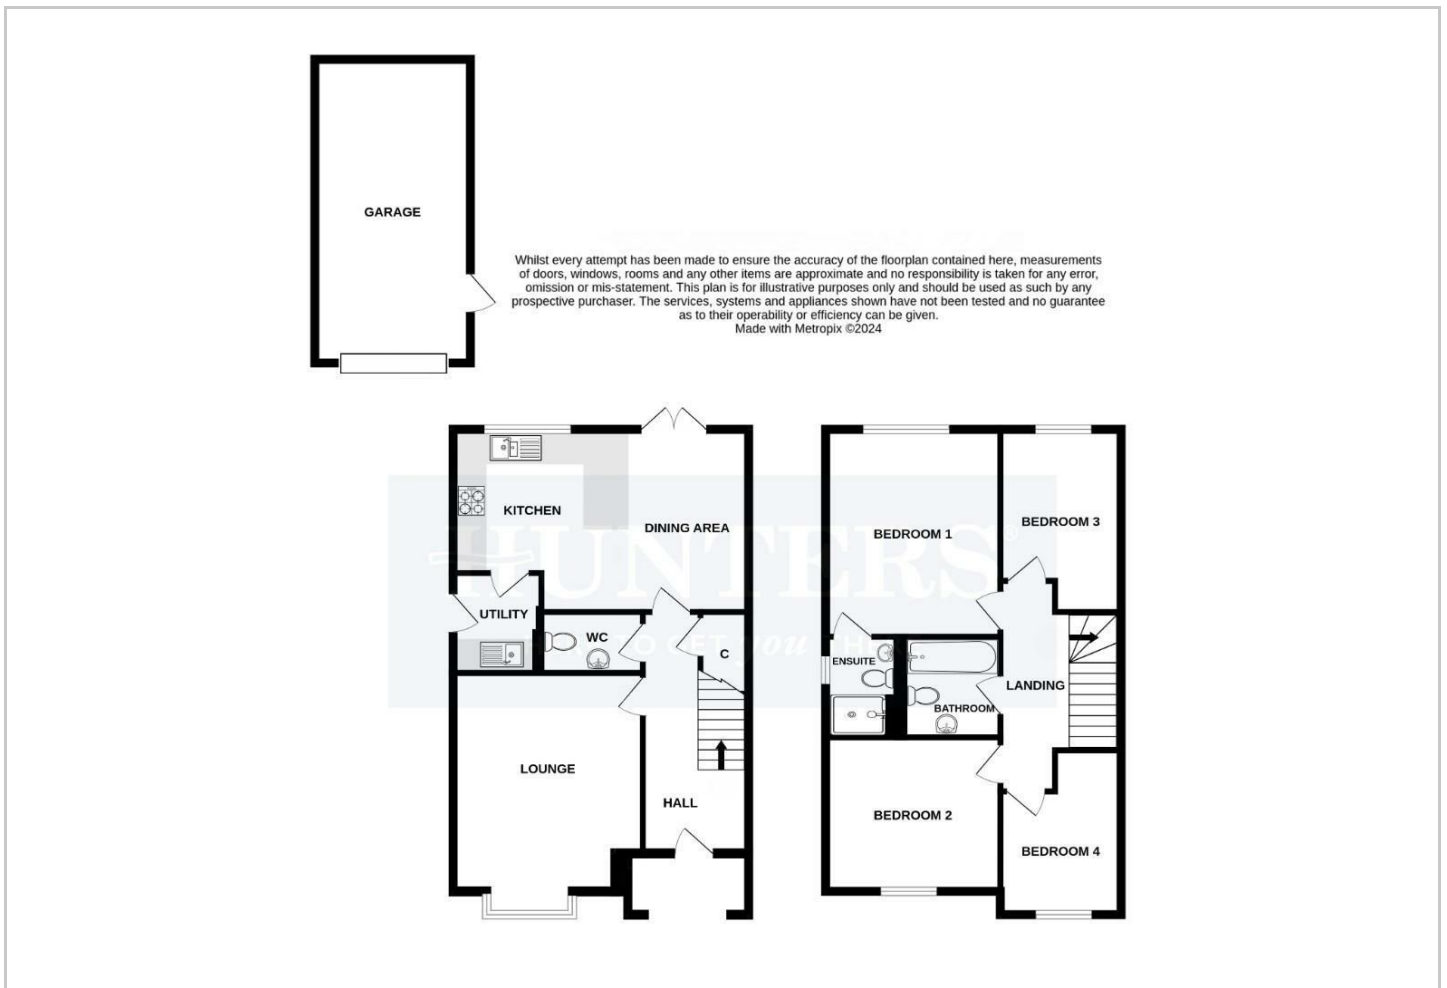 GARAGE
Whilst every attempt has been made to ensure the accuracy of the floorplan contained here, measurements
of doors, windows, rooms and any other items are approximate and no responsibility is taken for any error,
omission or mis-statement. This plan is for illustrative purposes only and should be used as such by any
prospective purchaser. The services, systems and appliances shown have not been tested and no guarantee
as to their operability or efficiency can be given.
Made with Metropix ©2024
KITCHEN
DINING AREA
UTILITY
WC
C
LOUNGE
HALL
BEDROOM 1
BEDROOM 3
ENSUITE
BATHROOM
LANDING
BEDROOM 2
BEDROOM 4
HUNTERS®
HERE TO GET you THERE